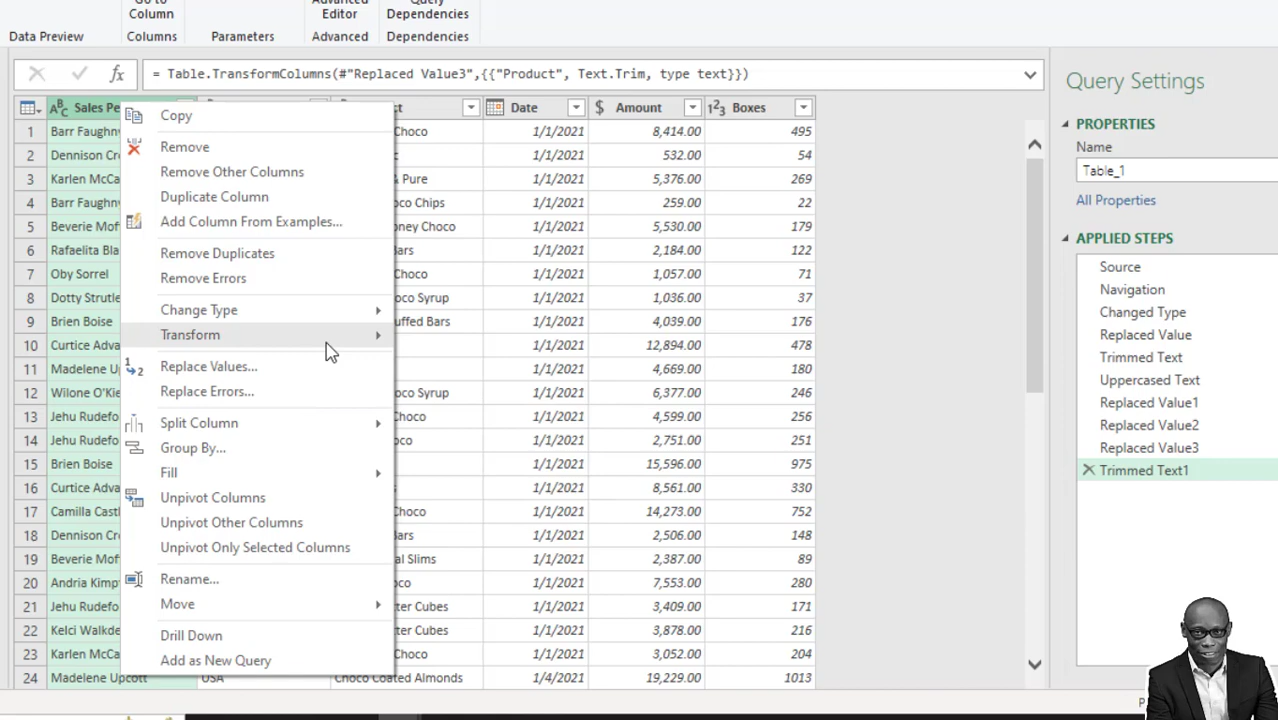 Go to
Column
Advanced
Editor
Query
Dependencies
Data Preview
Columns
Parameters
Advanced
Dependencies
fx
= Table.TransformColumns(#"Replaced Value3",{{"Product", Text.Trim, type text}})
Sales Pe
ct
Date
$ Amount
123 Boxes
1 Barr Faughn Choco 1/1/2021 8,414.00 495
2 Dennison Cr 1/1/2021 532.00 54
3 Karlen McCa & Pure 1/1/2021 5,376.00 269
4 Barr Faughn oco Chips 1/1/2021 259.00 22
5 Beverie Mof oney Choco 1/1/2021 5,530.00 179
6 Rafaelita Bla Bars 1/1/2021 2,184.00 122
7 Oby Sorrel Choco 1/1/2021 1,057.00 71
8 Dotty Strutle oco Syrup 1/1/2021 1,036.00 37
9 Brien Boise uffed Bars 1/1/2021 4,039.00 176
10 Curtice Adva 1/1/2021 12,894.00 478
11 Madelene Up 1/1/2021 4,669.00 180
12 Wilone O'Kie oco Syrup 1/1/2021 6,377.00 246
13 Jehu Rudefo Choco 1/1/2021 4,599.00 256
14 Jehu Rudefo oco 1/1/2021 2,751.00 251
15 Brien Boise 1/1/2021 15,596.00 975
16 Curtice Adva 1/1/2021 8,561.00 330
17 Camilla Castl Choco 1/1/2021 14,273.00 752
18 Dennison Cr Bars 1/1/2021 2,506.00 148
19 Beverie Mof al Slims 1/1/2021 2,387.00 89
20 Andria Kimp oco 1/1/2021 7,553.00 280
21 Jehu Rudefo tter Cubes 1/1/2021 3,409.00 171
22 Kelci Walkde tter Cubes 1/1/2021 3,878.00 216
23 Karlen McCa Choco 1/1/2021 3,052.00 204
24 Madelene Upcott USA Choco Coated Almonds 1/4/2021 19,229.00 1013
Copy
Remove
Remove Other Columns
Duplicate Column
Add Column From Examples...
Remove Duplicates
Remove Errors
Change Type
Transform
Replace Values...
Replace Errors...
Split Column
Group By...
Fill
Unpivot Columns
Unpivot Other Columns
Unpivot Only Selected Columns
Rename...
Move
Drill Down
Add as New Query
Query Settings
PROPERTIES
Name
Table_1
All Properties
APPLIED STEPS
Source
Navigation
Changed Type
Replaced Value
Trimmed Text
Uppercased Text
Replaced Value1
Replaced Value2
Replaced Value3
Trimmed Text1